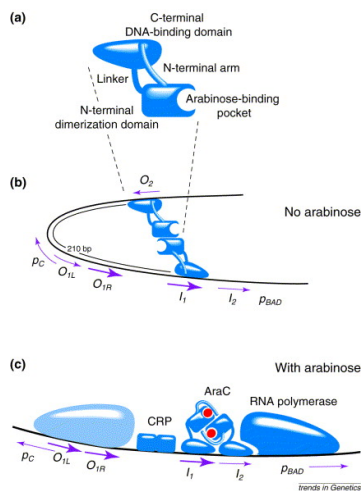 (a)
C-terminal
DNA-binding domain
N-terminal arm
Linker
Arabinose-binding
pocket
N-terminal
dimerization domain
(b)
O2
No arabinose
210 bp
pC
O1L
O1R
I1
I2
pBAD
(c)
With arabinose
AraC
RNA polymerase
CRP
pC
O1L
O1R
I1
I2
pBAD
trends in Genetics